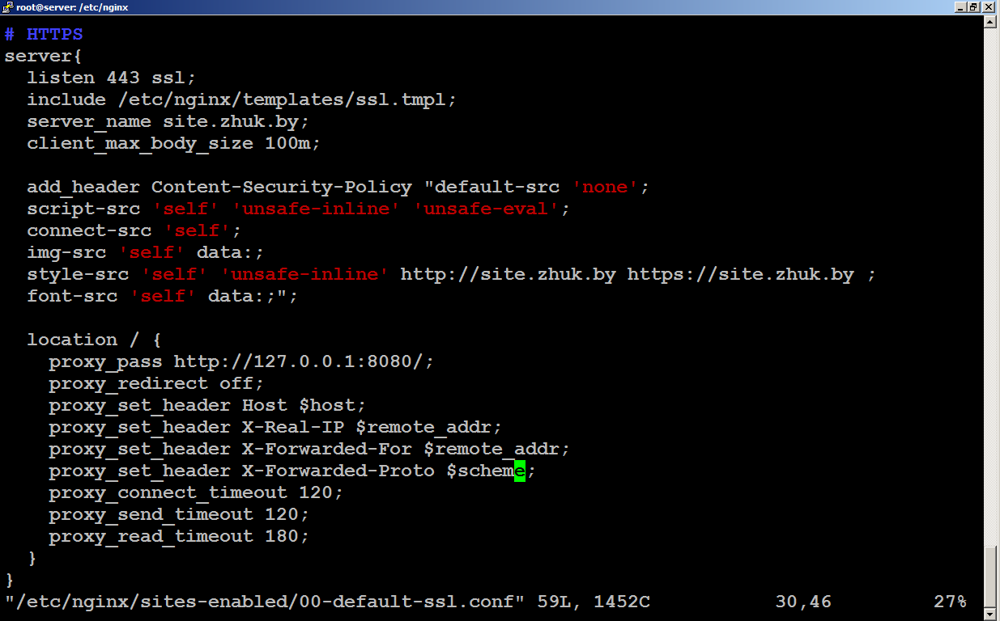 root@server: /etc/nginx
# HTTPS
server{
  listen 443 ssl;
  include /etc/nginx/templates/ssl.tmpl;
  server_name site.zhuk.by;
  client_max_body_size 100m;

  add_header Content-Security-Policy "default-src 'none';
  script-src 'self' 'unsafe-inline' 'unsafe-eval';
  connect-src 'self';
  img-src 'self' data:;
  style-src 'self' 'unsafe-inline' http://site.zhuk.by https://site.zhuk.by ;
  font-src 'self' data:;";

  location / {
    proxy_pass http://127.0.0.1:8080/;
    proxy_redirect off;
    proxy_set_header Host $host;
    proxy_set_header X-Real-IP $remote_addr;
    proxy_set_header X-Forwarded-For $remote_addr;
    proxy_set_header X-Forwarded-Proto $scheme;
    proxy_connect_timeout 120;
    proxy_send_timeout 120;
    proxy_read_timeout 180;
  }
}
"/etc/nginx/sites-enabled/00-default-ssl.conf" 59L, 1452C 30,46 27%